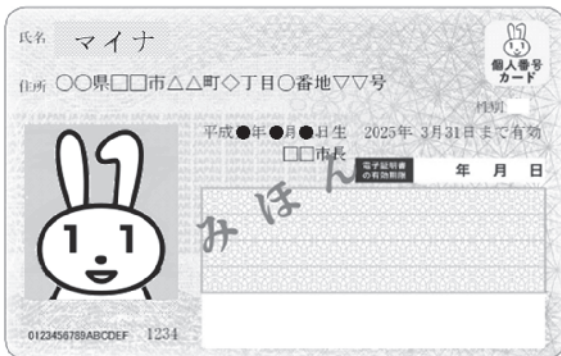 氏名 マイナ
個人番号
カード
住所 ○○県□□市△△町◇丁目○番地▽▽号
性別
平成●年●月●日生 2025年 3月31日まで有効
□□市長
電子証明書
の有効期限
年 月 日
みほん
0123456789ABCDEF 1234